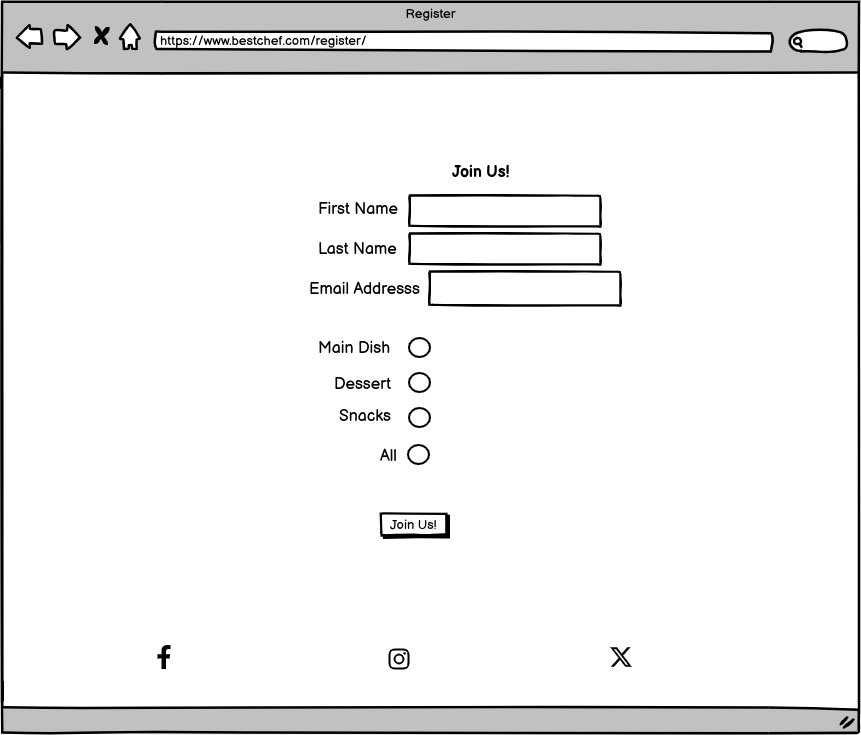 Register
https://www.bestchef.com/register/
Join Us!
First Name
Last Name
Email Addresss
Main Dish
Dessert
Snacks
All
Join Us!